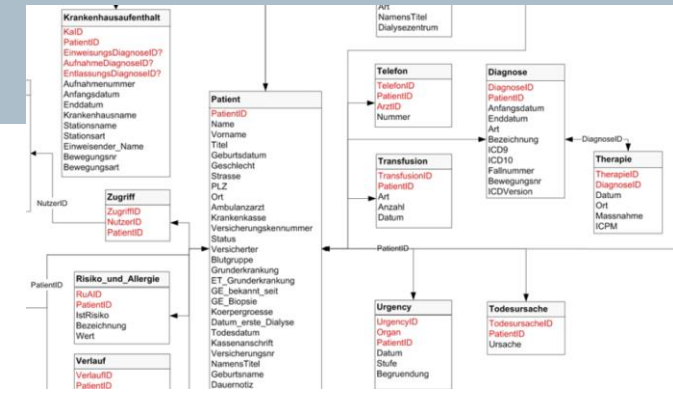 Krankenhausaufenthalt
KaID
PatientID
EinweisungsDiagnoseID?
AufnahmeDiagnoseID?
EntlassungsDiagnoseID?
Aufnahmenummer
Anfangsdatum
Enddatum
Krankenhausname
Stationsname
Stationsart
Einweisender_Name
Bewegungsnr
Bewegungsart
NutzerID
Zugriff
ZugriffID
NutzerID
PatientID
PatientID
Risiko_und_Allergie
RuAID
PatientID
IstRisiko
Bezeichnung
Wert
Verlauf
VerlaufID
PatientID
Patient
PatientID
Name
Vorname
Titel
Geburtsdatum
Geschlecht
Strasse
PLZ
Ort
Ambulanzarzt
Krankenkasse
Versicherungskennummer
Status
Versicherter
Blutgruppe
Grunderkrankung
ET_Grunderkrankung
GE_bekannt_seit
GE_Biopsie
Koerpergroesse
Datum_erste_Dialyse
Todesdatum
Kassenanschrift
Versicherungsnr
NamensTitel
Geburtsname
Dauernotiz
Art
NamensTitel
Dialysezentrum
Telefon
TelefonID
PatientID
ArztID
Nummer
Transfusion
TransfusionID
PatientID
Art
Anzahl
Datum
PatientID
Urgency
UrgencyID
Organ
PatientID
Datum
Stufe
Begruendung
Diagnose
DiagnoseID
PatientID
Anfangsdatum
Enddatum
Art
Bezeichnung
ICD9
ICD10
Fallnummer
Bewegungsnr
ICDVersion
DiagnoseID
Therapie
TherapieID
DiagnoseID
Datum
Ort
Massnahme
ICPM
Todesursache
TodesursacheID
PatientID
Ursache